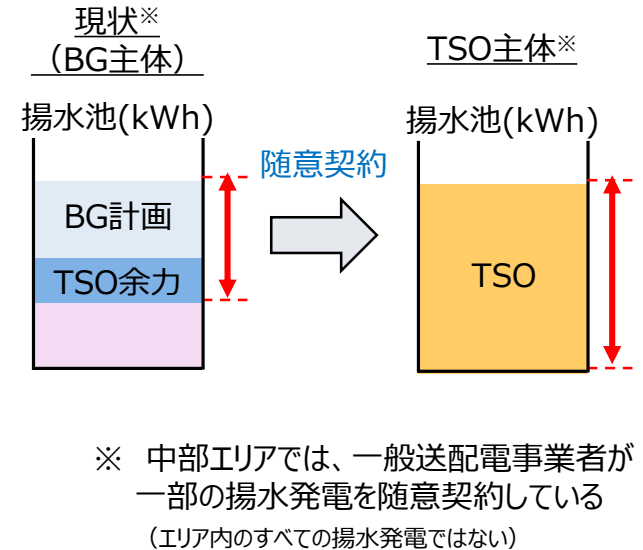 現状※
（BG主体）
揚水池(kWh)
BG計画
TSO余力
随意契約
TSO主体※
揚水池(kWh)
TSO
※ 中部エリアでは、一般送配電事業者が
一部の揚水発電を随意契約している
（エリア内のすべての揚水発電ではない）